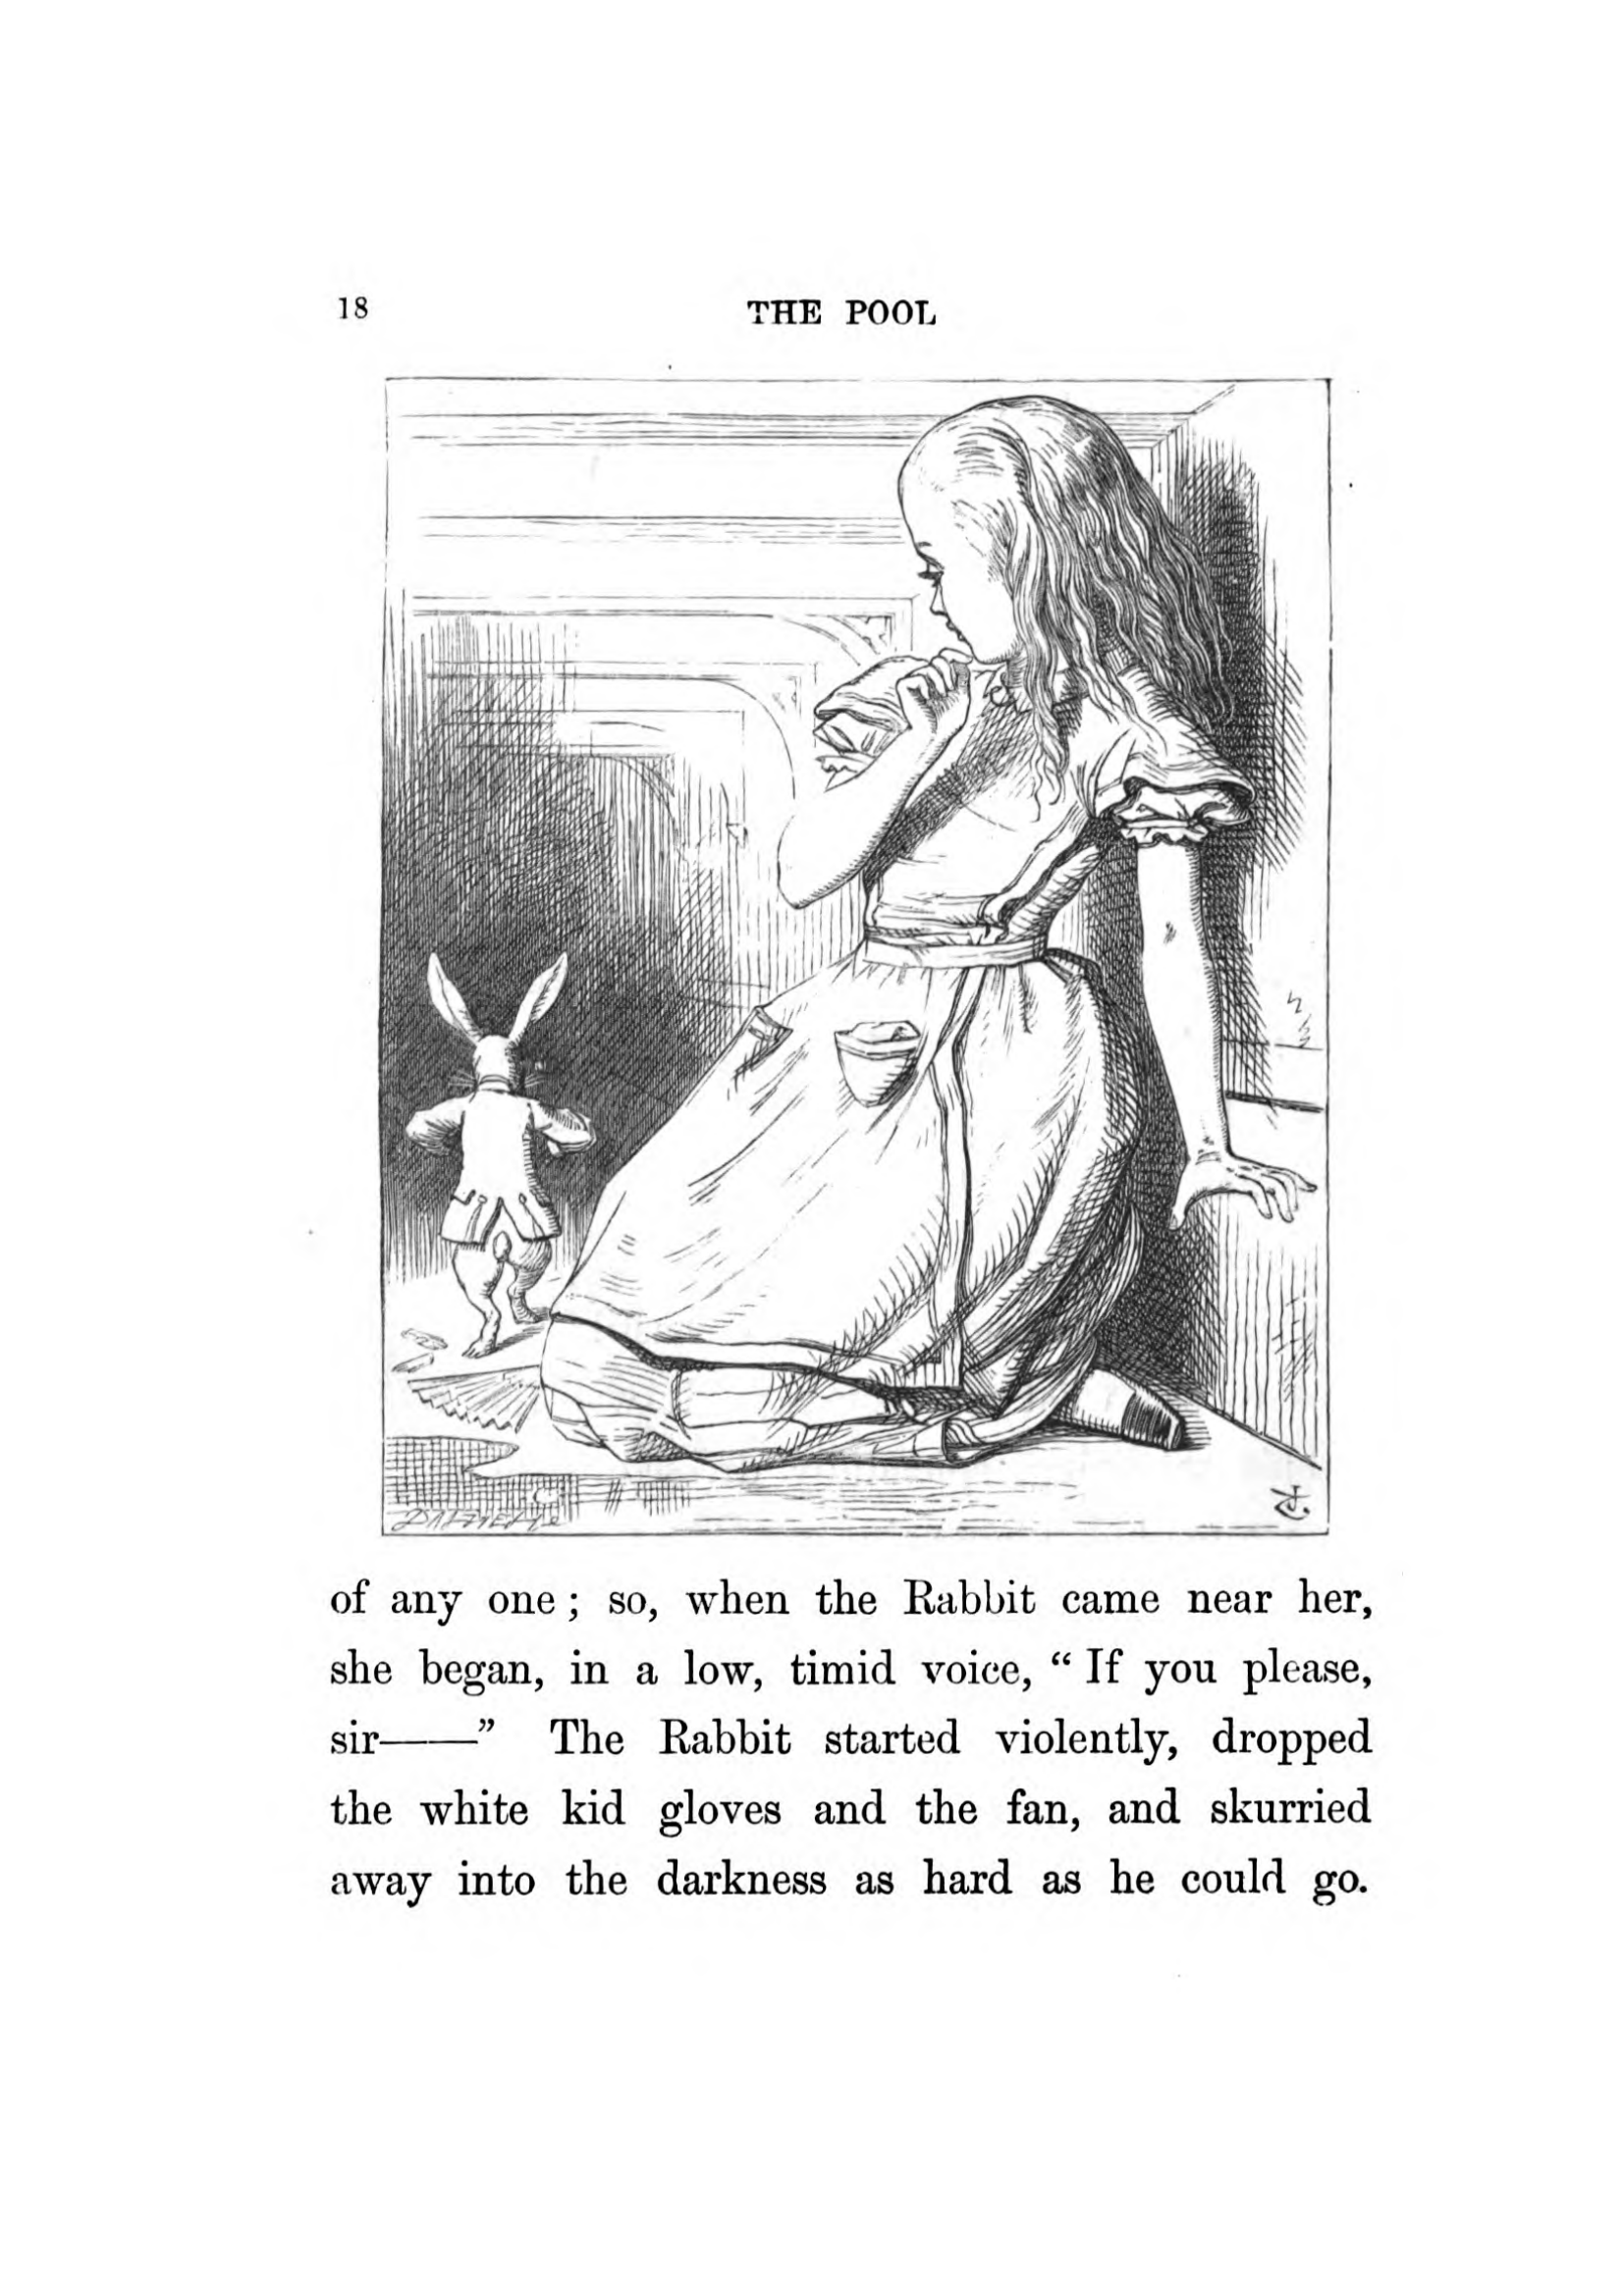 18
THE POOL
DALZIEL
of any one; so, when the Rabbit came near her,
she began, in a low, timid voice, “If you please,
sir——” The Rabbit started violently, dropped
the white kid gloves and the fan, and skurried
away into the darkness as hard as he could go.